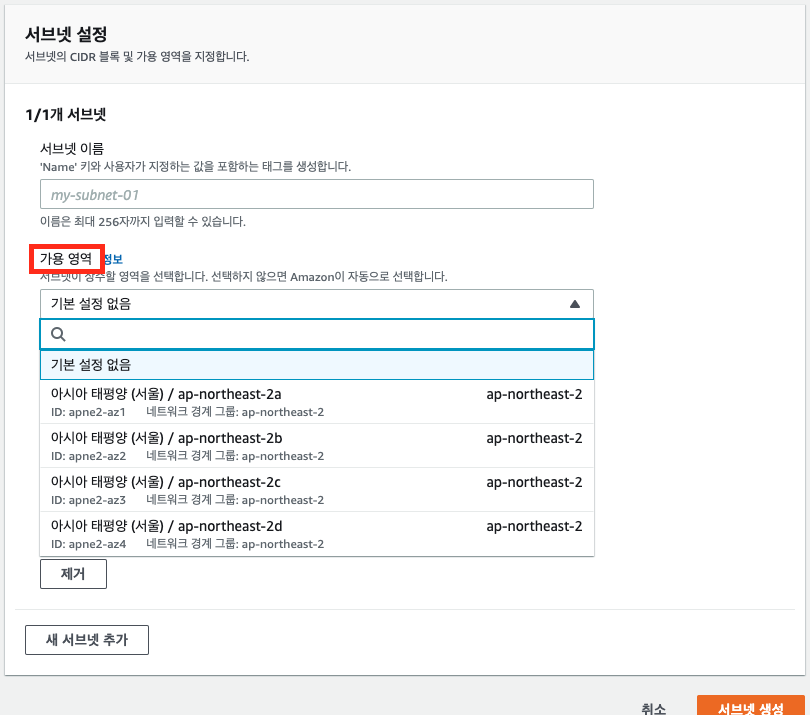 서브넷 설정
서브넷의 CIDR 블록 및 가용 영역을 지정합니다.
1/1개 서브넷
서브넷 이름
'Name' 키와 사용자가 지정하는 값을 포함하는 태그를 생성합니다.
my-subnet-01
이름은 최대 256자까지 입력할 수 있습니다.
가용 영역 정보
서브넷이 상주할 영역을 선택합니다. 선택하지 않으면 Amazon이 자동으로 선택합니다.
기본 설정 없음
기본 설정 없음
아시아 태평양 (서울) / ap-northeast-2a ap-northeast-2
ID: apne2-az1 네트워크 경계 그룹: ap-northeast-2
아시아 태평양 (서울) / ap-northeast-2b ap-northeast-2
ID: apne2-az2 네트워크 경계 그룹: ap-northeast-2
아시아 태평양 (서울) / ap-northeast-2c ap-northeast-2
ID: apne2-az3 네트워크 경계 그룹: ap-northeast-2
아시아 태평양 (서울) / ap-northeast-2d ap-northeast-2
ID: apne2-az4 네트워크 경계 그룹: ap-northeast-2
제거
새 서브넷 추가
취소 서브넷 생성